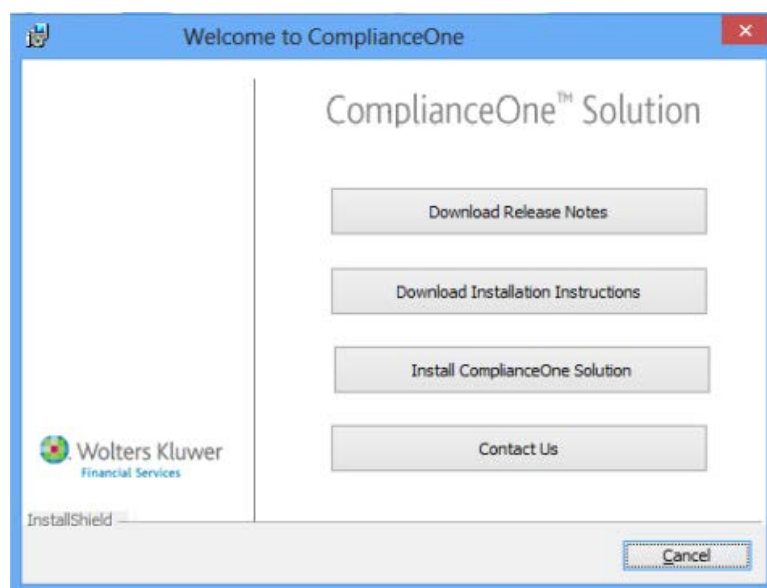 Welcome to ComplianceOne
ComplianceOne™ Solution
Download Release Notes
Download Installation Instructions
Install ComplianceOne Solution
Contact Us
Wolters Kluwer
Financial Services
InstallShield
Cancel